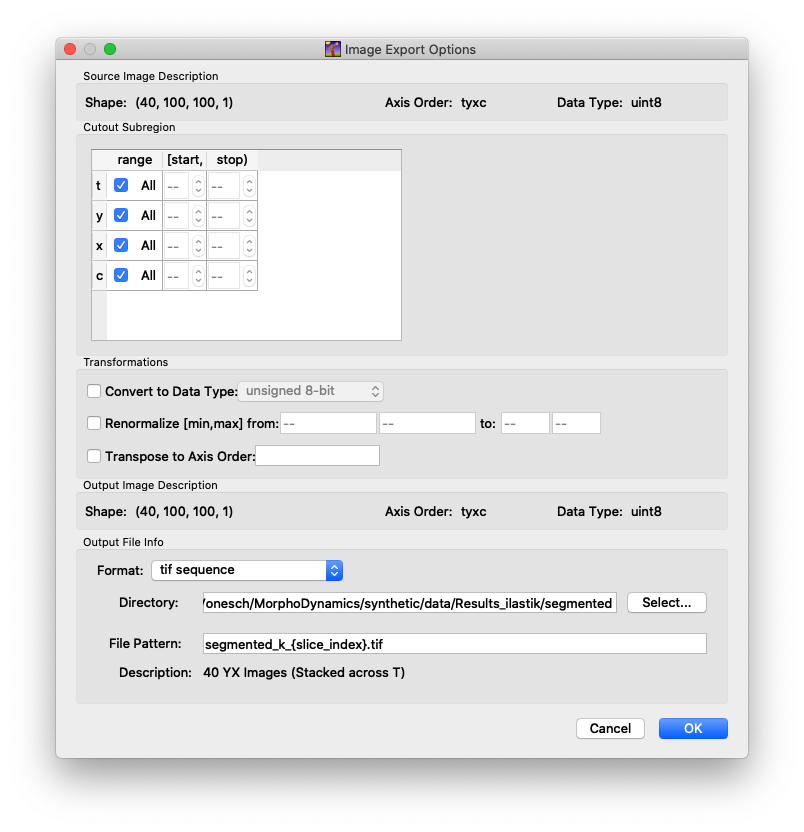 Image Export Options
Source Image Description
Shape: (40, 100, 100, 1) Axis Order: tyxc Data Type: uint8
Cutout Subregion
range [start, stop)
t All -- --
y All -- --
x All -- --
c All -- --
Transformations
Convert to Data Type: unsigned 8-bit
Renormalize [min,max] from: -- -- to: -- --
Transpose to Axis Order:
Output Image Description
Shape: (40, 100, 100, 1) Axis Order: tyxc Data Type: uint8
Output File Info
Format: tif sequence
Directory: /onesch/MorphoDynamics/synthetic/data/Results_ilastik/segmented Select...
File Pattern: segmented_k_{slice_index}.tif
Description: 40 YX Images (Stacked across T)
Cancel OK